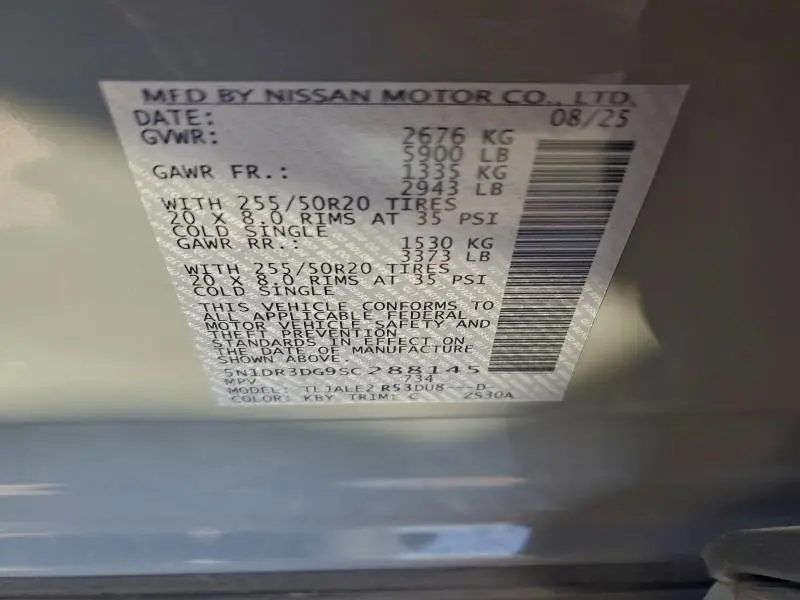 MFD BY NISSAN MOTOR CO., LTD.
DATE: 08/25
GVWR: 2676 KG
5900 LB
GAWR FR.: 1335 KG
2943 LB
WITH 255/50R20 TIRES
20 X 8.0 RIMS AT 35 PSI
COLD SINGLE
GAWR RR.: 1530 KG
3373 LB
WITH 255/50R20 TIRES
20 X 8.0 RIMS AT 35 PSI
COLD SINGLE
THIS VEHICLE CONFORMS TO
ALL APPLICABLE FEDERAL
MOTOR VEHICLE SAFETY AND
THEFT PREVENTION
STANDARDS IN EFFECT ON
THE DATE OF MANUFACTURE
SHOWN ABOVE.
5N1DR3DG9SC288145
MPV 734
MODEL: TLJALE2 R53DU8---D-
COLOR: KBY TRIM: C 2S30A